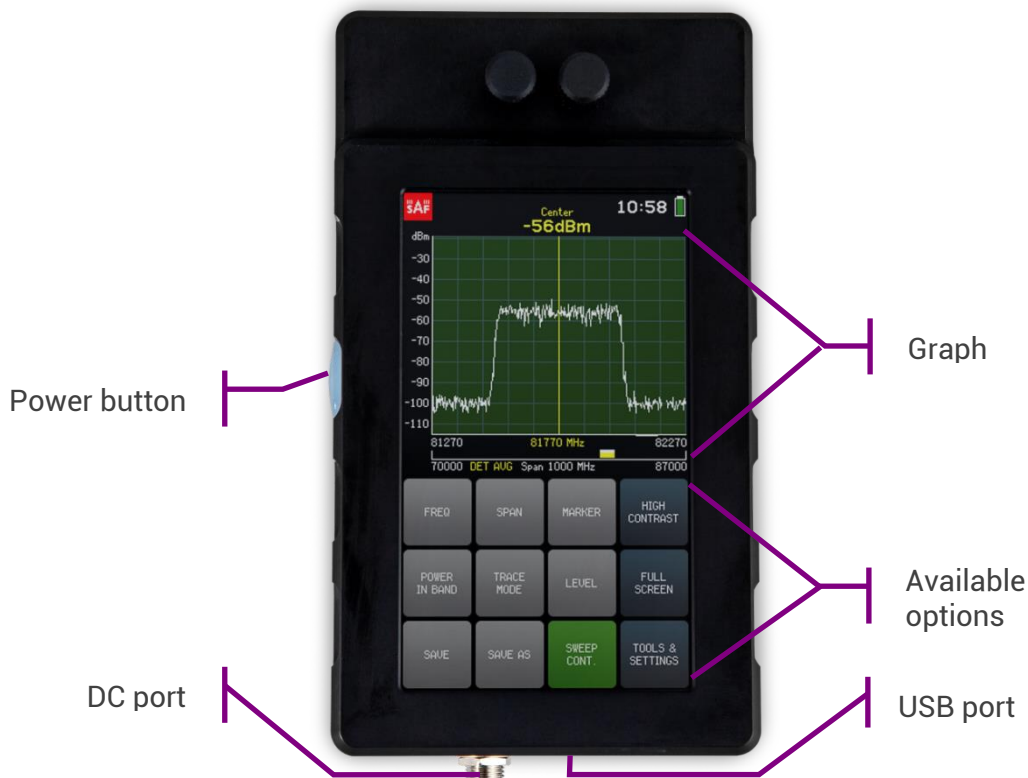 SAF
Center
10:58
-56dBm
dBm
-30
-40
-50
-60
-70
-80
-90
-100
-110
81270 81770 MHz 82270
70000 DET AVG Span 1000 MHz 87000
FREQ SPAN MARKER HIGH
CONTRAST
POWER
IN BAND
TRACE
MODE
LEVEL
FULL
SCREEN
SAVE SAVE AS
SWEEP
CONT.
TOOLS &
SETTINGS
Power button
DC port
Graph
Available
options
USB port